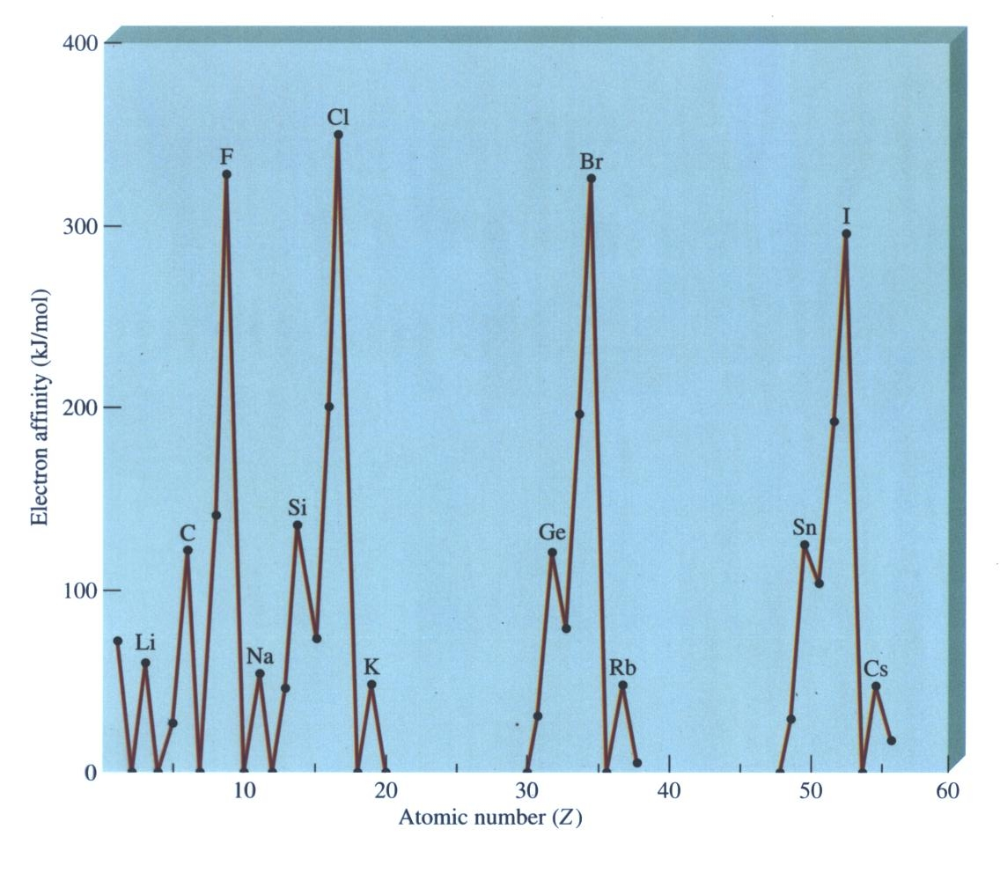 400
Cl
F
Br
300
I
Electron affinity (kJ/mol)
200
Si
C
Ge
Sn
100
Li
Na
K
Rb
Cs
0
10
20
30
40
50
60
Atomic number (Z)